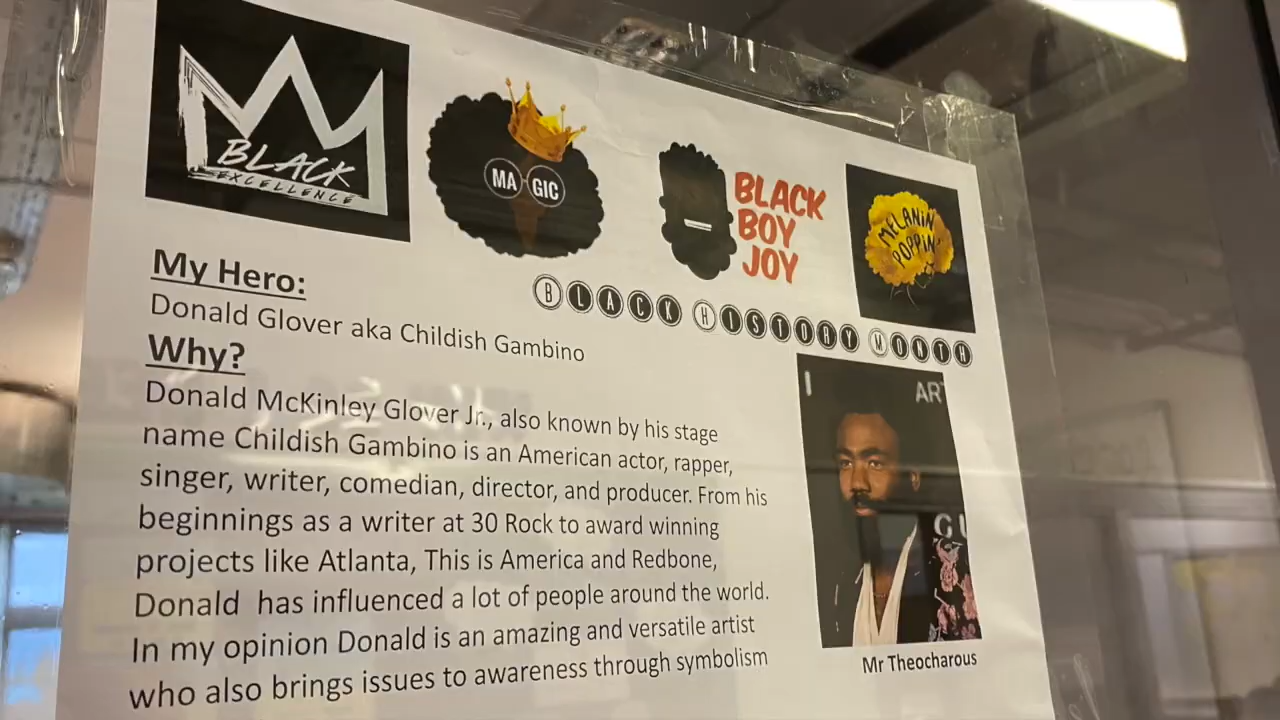 BLACK
EXCELLENCE
MA GIC
BLACK
BOY
JOY
MELANIN
POPPIN'
BLACK HISTORY MONTH
My Hero:
Donald Glover aka Childish Gambino
Why?
Donald McKinley Glover Jr., also known by his stage
name Childish Gambino is an American actor, rapper,
singer, writer, comedian, director, and producer. From his
beginnings as a writer at 30 Rock to award winning
projects like Atlanta, This is America and Redbone,
Donald  has influenced a lot of people around the world.
In my opinion Donald is an amazing and versatile artist
who also brings issues to awareness through symbolism
I AR
GU
Mr Theocharous